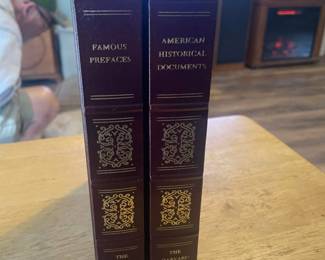 FAMOUS
PREFACES
THE
AMERICAN
HISTORICAL
DOCUMENTS
THE